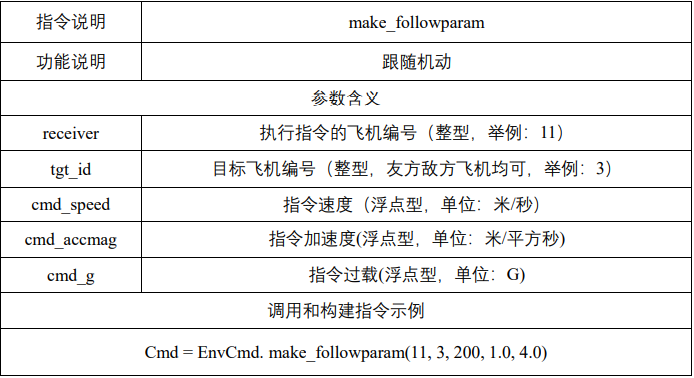 指令说明 make_followparam
功能说明 跟随机动
参数含义
receiver 执行指令的飞机编号（整型，举例：11）
tgt_id 目标飞机编号（整型，友方敌方飞机均可，举例：3）
cmd_speed 指令速度（浮点型，单位：米/秒）
cmd_accmag 指令加速度(浮点型，单位：米/平方秒)
cmd_g 指令过载(浮点型，单位：G)
调用和构建指令示例
Cmd = EnvCmd. make_followparam(11, 3, 200, 1.0, 4.0)